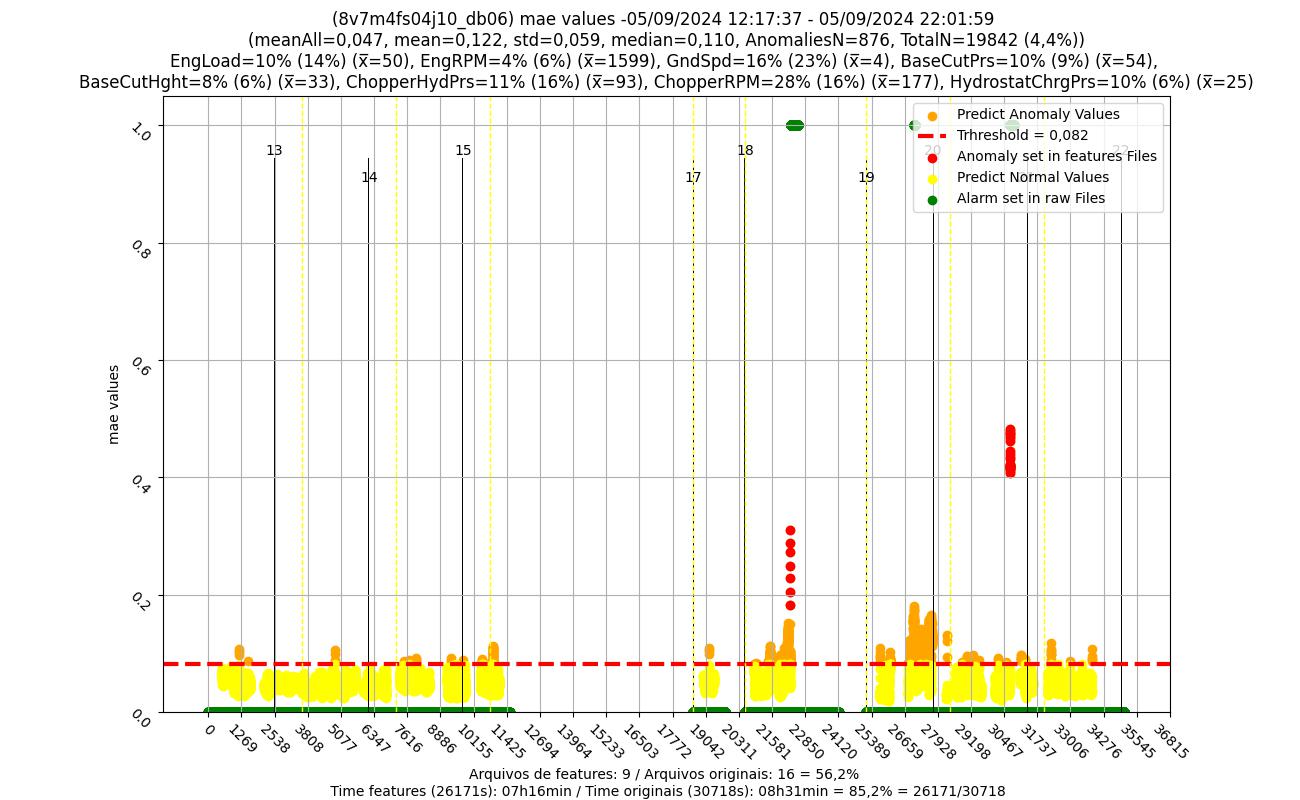 (8v7m4fs04j10_db06) mae values -05/09/2024 12:17:37 - 05/09/2024 22:01:59
(meanAll=0,047, mean=0,122, std=0,059, median=0,110, AnomaliesN=876, TotalN=19842 (4,4%))
EngLoad=10% (14%) (x̅=50), EngRPM=4% (6%) (x̅=1599), GndSpd=16% (23%) (x̅=4), BaseCutPrs=10% (9%) (x̅=54),
BaseCutHght=8% (6%) (x̅=33), ChopperHydPrs=11% (16%) (x̅=93), ChopperRPM=28% (16%) (x̅=177), HydrostatChrgPrs=10% (6%) (x̅=25)
Predict Anomaly Values
Trhreshold = 0,082
Anomaly set in features Files
Predict Normal Values
Alarm set in raw Files
13 15 18 20 22
14 17 19
mae values
1.0
0.8
0.6
0.4
0.2
0.0
0 1269 2538 3808 5077 6347 7616 8886 10155 11425 12694 13964 15233 16503 17772 19042 20311 21581 22850 24120 25389 26659 27928 29198 30467 31737 33006 34276 35545 36815
Arquivos de features: 9 / Arquivos originais: 16 = 56,2%
Time features (26171s): 07h16min / Time originais (30718s): 08h31min = 85,2% = 26171/30718